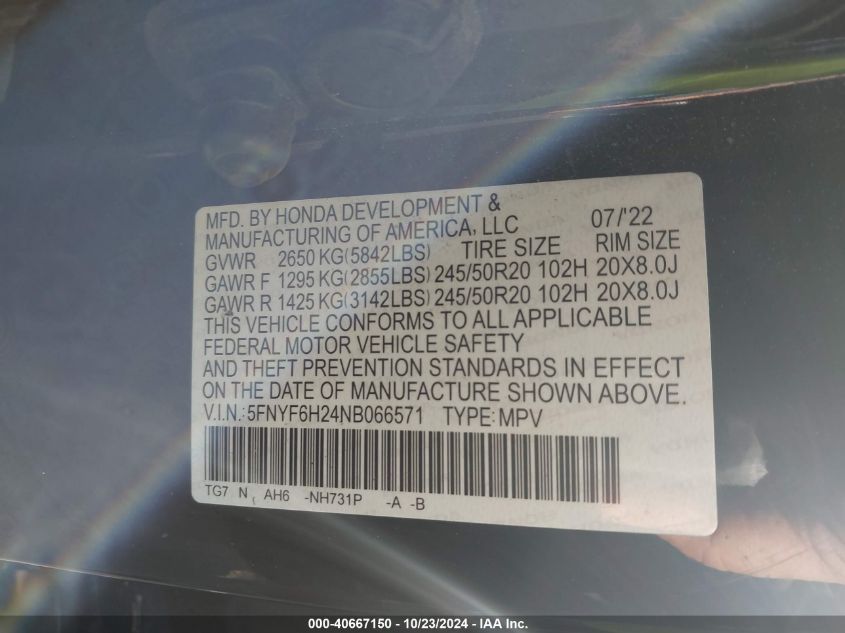 MFD. BY HONDA DEVELOPMENT &
MANUFACTURING OF AMERICA, LLC 07/'22
GVWR 2650 KG(5842LBS) TIRE SIZE RIM SIZE
GAWR F 1295 KG(2855LBS) 245/50R20 102H 20X8.0J
GAWR R 1425 KG(3142LBS) 245/50R20 102H 20X8.0J
THIS VEHICLE CONFORMS TO ALL APPLICABLE
FEDERAL MOTOR VEHICLE SAFETY
AND THEFT PREVENTION STANDARDS IN EFFECT
ON THE DATE OF MANUFACTURE SHOWN ABOVE.
V.I.N.: 5FNYF6H24NB066571 TYPE: MPV
TG7 N AH6 -NH731P -A -B
000-40667150 - 10/23/2024 - IAA Inc.